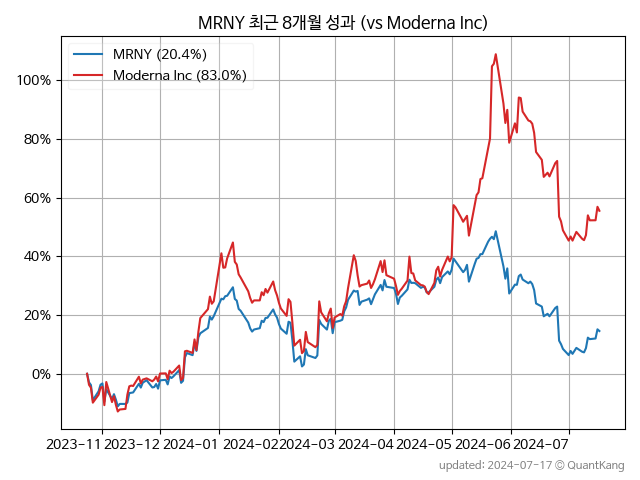 MRNY 최근 8개월 성과 (vs Moderna Inc)
MRNY (20.4%)
Moderna Inc (83.0%)
100%
80%
60%
40%
20%
0%
2023-11 2023-12 2024-01 2024-02 2024-03 2024-04 2024-05 2024-06 2024-07
updated: 2024-07-17 © QuantKang